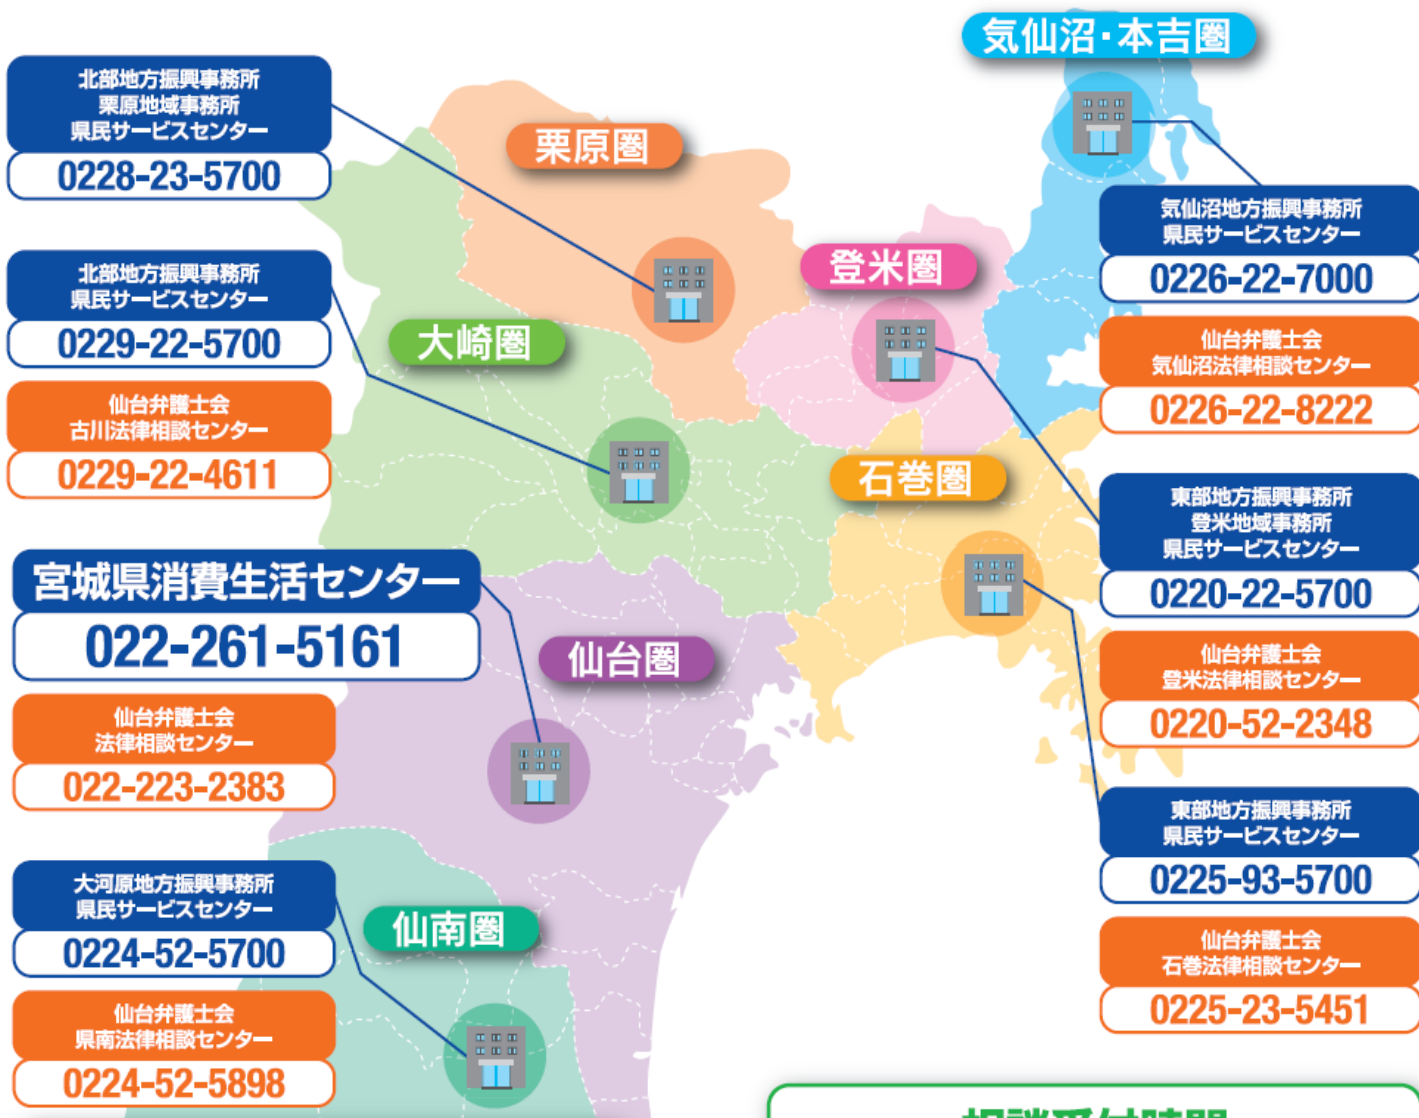 気仙沼・本吉圏
北部地方振興事務所
栗原地域事務所
県民サービスセンター
0228-23-5700
栗原圏
気仙沼地方振興事務所
県民サービスセンター
0226-22-7000
登米圏
北部地方振興事務所
県民サービスセンター
0229-22-5700
大崎圏
仙台弁護士会
気仙沼法律相談センター
0226-22-8222
仙台弁護士会
古川法律相談センター
0229-22-4611
石巻圏
東部地方振興事務所
登米地域事務所
県民サービスセンター
0220-22-5700
宮城県消費生活センター
022-261-5161
仙台圏
仙台弁護士会
登米法律相談センター
0220-52-2348
仙台弁護士会
法律相談センター
022-223-2383
東部地方振興事務所
県民サービスセンター
0225-93-5700
大河原地方振興事務所
県民サービスセンター
0224-52-5700
仙南圏
仙台弁護士会
石巻法律相談センター
0225-23-5451
仙台弁護士会
県南法律相談センター
0224-52-5898
相談受付時間